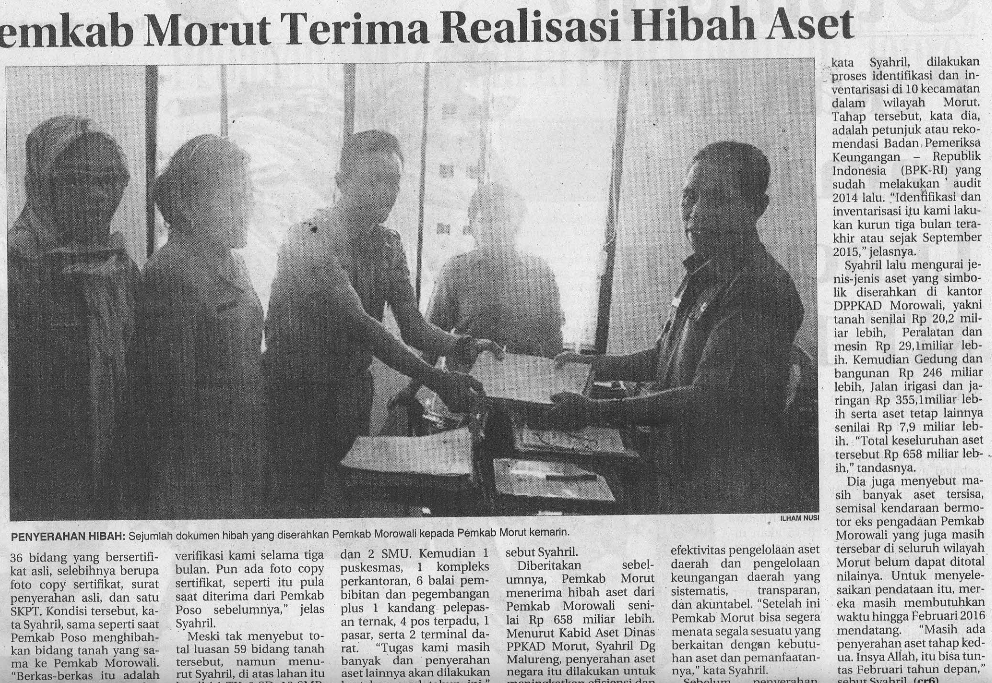 emkab Morut Terima Realisasi Hibah Aset
ILHAM NUSI
PENYERAHAN HIBAH: Sejumlah dokumen hibah yang diserahkan Pemkab Morowali kepada Pemkab Morut kemarin.
36 bidang yang bersertifi-
kat asli, selebihnya berupa
foto copy sertifikat, surat
penyerahan asli, dan satu
SKPT. Kondisi tersebut, ka-
ta Syahril, sama seperti saat
Pemkab Poso menghibah-
kan bidang tanah yang sa-
ma ke Pemkab Morowali.
"Berkas-berkas itu adalah
verifikasi kami selama tiga
bulan. Pun ada foto copy
sertifikat, seperti itu pula
saat diterima dari Pemkab
Poso sebelumnya," jelas
Syahril.
Meski tak menyebut to-
tal luasan 59 bidang tanah
tersebut, namun menu-
rut Syahril, di atas lahan itu
dan 2 SMU. Kemudian 1
puskesmas, 1 kompleks
perkantoran, 6 balai pem-
bibitan dan pegembangan
plus 1 kandang pelepas-
an ternak, 4 pos terpadu, 1
pasar, serta 2 terminal da-
rat. "Tugas kami masih
banyak dan penyerahan
aset lainnya akan dilakukan
sebut Syahril.
Diberitakan sebel-
umnya, Pemkab Morut
menerima hibah aset dari
Pemkab Morowali seni-
lai Rp 658 miliar lebih.
Menurut Kabid Aset Dinas
PPKAD Morut, Syahril Dg
Malureng, penyerahan aset
negara itu dilakukan untuk
meningkatkan efisiensi dan
efektivitas pengelolaan aset
daerah dan pengelolaan
keungangan daerah yang
sistematis, transparan,
dan akuntabel. "Setelah ini
Pemkab Morut bisa segera
menata segala sesuatu yang
berkaitan dengan kebutu-
han aset dan pemanfaatan-
nya," kata Syahril.
Sebelum penyerahan
kata Syahril, dilakukan
proses identifikasi dan in-
ventarisasi di 10 kecamatan
dalam wilayah Morut.
Tahap tersebut, kata dia,
adalah petunjuk atau reko-
mendasi Badan Pemeriksa
Keungangan – Republik
Indonesia (BPK-RI) yang
sudah melakukan audit
2014 lalu. "Identifikasi dan
inventarisasi itu kami laku-
kan kurun tiga bulan tera-
khir atau sejak September
2015," jelasnya.
Syahril lalu mengurai je-
nis-jenis aset yang simbo-
lik diserahkan di kantor
DPPKAD Morowali, yakni
tanah senilai Rp 20,2 mil-
iar lebih, Peralatan dan
mesin Rp 29,1miliar leb-
ih. Kemudian Gedung dan
bangunan Rp 246 miliar
lebih, Jalan irigasi dan ja-
ringan Rp 355,1miliar leb-
ih serta aset tetap lainnya
senilai Rp 7,9 miliar leb-
ih. "Total keseluruhan aset
tersebut Rp 658 miliar leb-
ih," tandasnya.
Dia juga menyebut ma-
sih banyak aset tersisa,
semisal kendaraan bermo-
tor eks pengadaan Pemkab
Morowali yang juga masih
tersebar di seluruh wilayah
Morut belum dapat ditotal
nilainya. Untuk menyele-
saikan pendataan itu, mer-
eka masih membutuhkan
waktu hingga Februari 2016
mendatang. "Masih ada
penyerahan aset tahap ked-
ua. Insya Allah, itu bisa tun-
tas Februari tahun depan,"
sebut Syahril. (cr6)